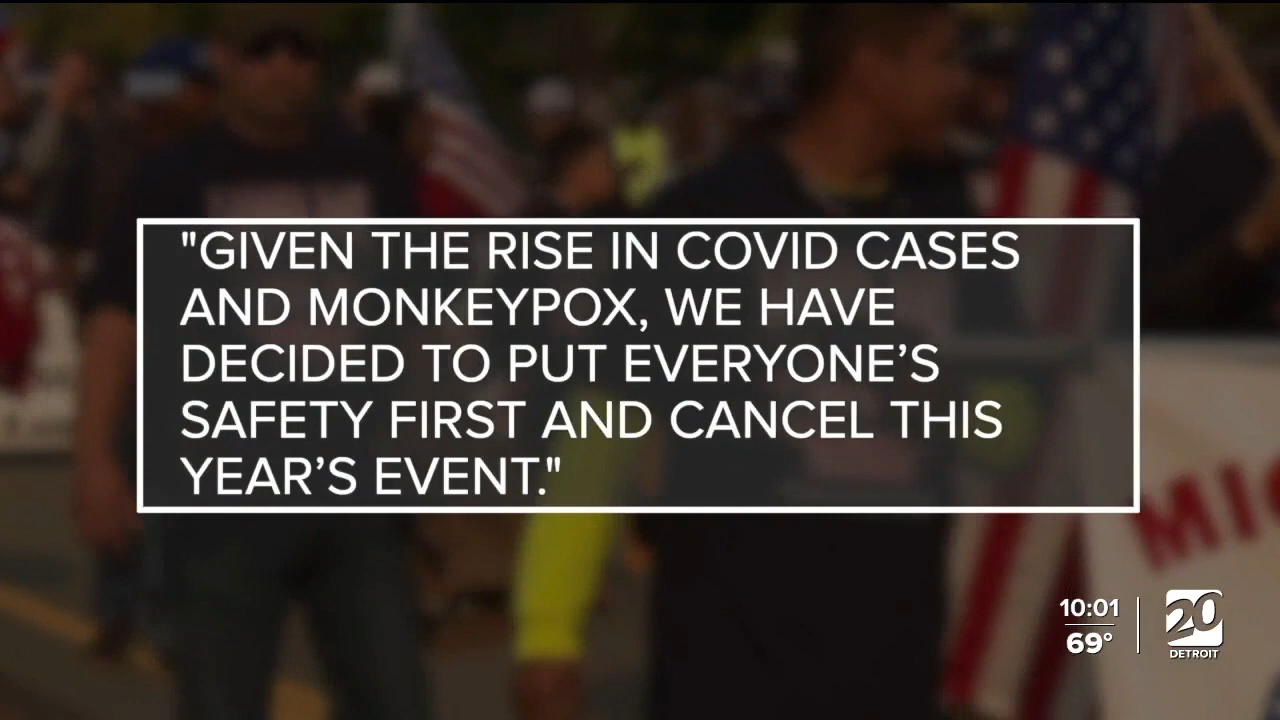 "GIVEN THE RISE IN COVID CASES
AND MONKEYPOX, WE HAVE
DECIDED TO PUT EVERYONE’S
SAFETY FIRST AND CANCEL THIS
YEAR’S EVENT."
MI
10:01
69°
20
DETROIT